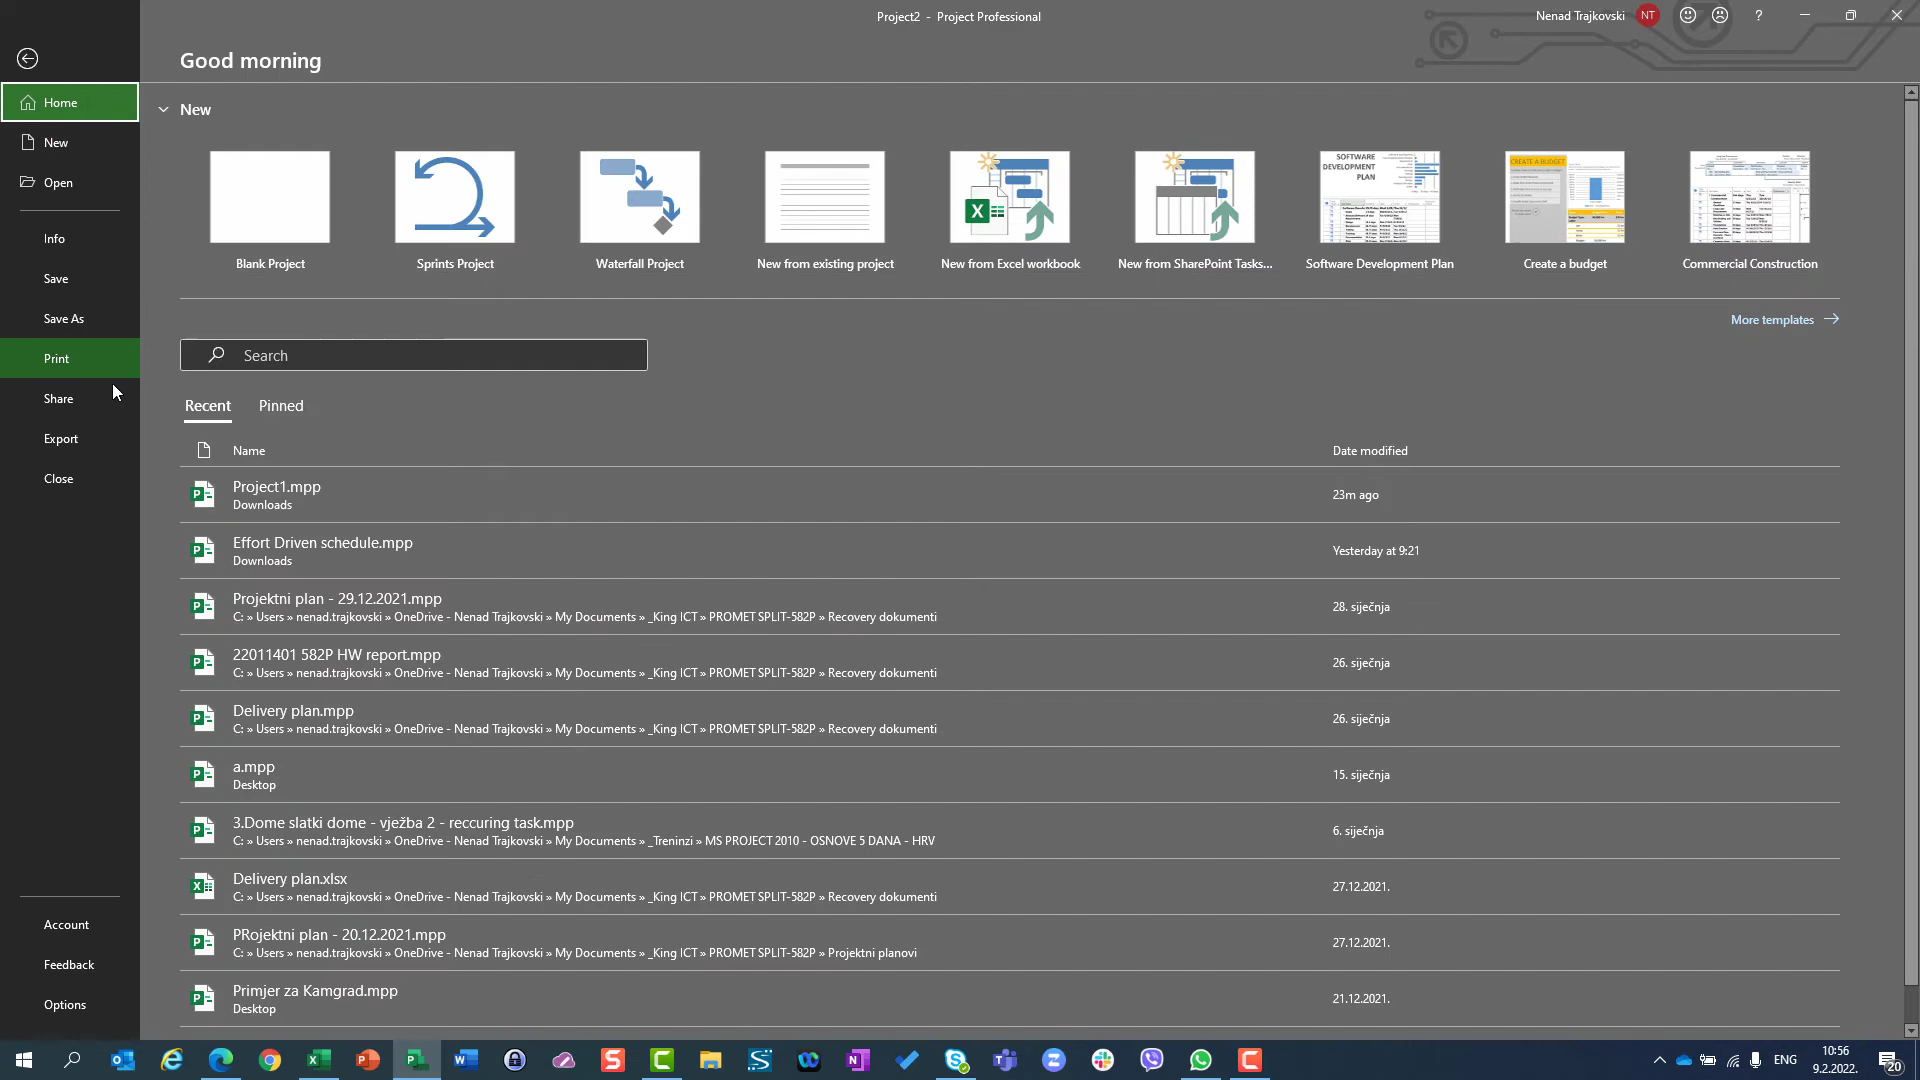 Project2 - Project Professional
Nenad Trajkovski
NT
?
Good morning
Home
New
Open
Info
Save
Save As
Print
Share
Export
Close
Account
Feedback
Options
New
SOFTWARE
DEVELOPMENT
PLAN
CREATE A BUDGET
Blank Project
Sprints Project
Waterfall Project
New from existing project
New from Excel workbook
New from SharePoint Tasks...
Software Development Plan
Create a budget
Commercial Construction
More templates
Search
Recent
Pinned
Name
Date modified
Project1.mpp
Downloads
23m ago
Effort Driven schedule.mpp
Downloads
Yesterday at 9:21
Projektni plan - 29.12.2021.mpp
C: » Users » nenad.trajkovski » OneDrive - Nenad Trajkovski » My Documents » _King ICT » PROMET SPLIT-582P » Recovery dokumenti
28. siječnja
22011401 582P HW report.mpp
C: » Users » nenad.trajkovski » OneDrive - Nenad Trajkovski » My Documents » _King ICT » PROMET SPLIT-582P » Recovery dokumenti
26. siječnja
Delivery plan.mpp
C: » Users » nenad.trajkovski » OneDrive - Nenad Trajkovski » My Documents » _King ICT » PROMET SPLIT-582P » Recovery dokumenti
26. siječnja
a.mpp
Desktop
15. siječnja
3.Dome slatki dome - vježba 2 - reccuring task.mpp
C: » Users » nenad.trajkovski » OneDrive - Nenad Trajkovski » My Documents » _Treninzi » MS PROJECT 2010 - OSNOVE 5 DANA - HRV
6. siječnja
Delivery plan.xlsx
C: » Users » nenad.trajkovski » OneDrive - Nenad Trajkovski » My Documents » _King ICT » PROMET SPLIT-582P » Recovery dokumenti
27.12.2021.
PRojektni plan - 20.12.2021.mpp
C: » Users » nenad.trajkovski » OneDrive - Nenad Trajkovski » My Documents » _King ICT » PROMET SPLIT-582P » Projektni planovi
27.12.2021.
Primjer za Kamgrad.mpp
Desktop
21.12.2021.
ENG
10:56
9.2.2022.
20